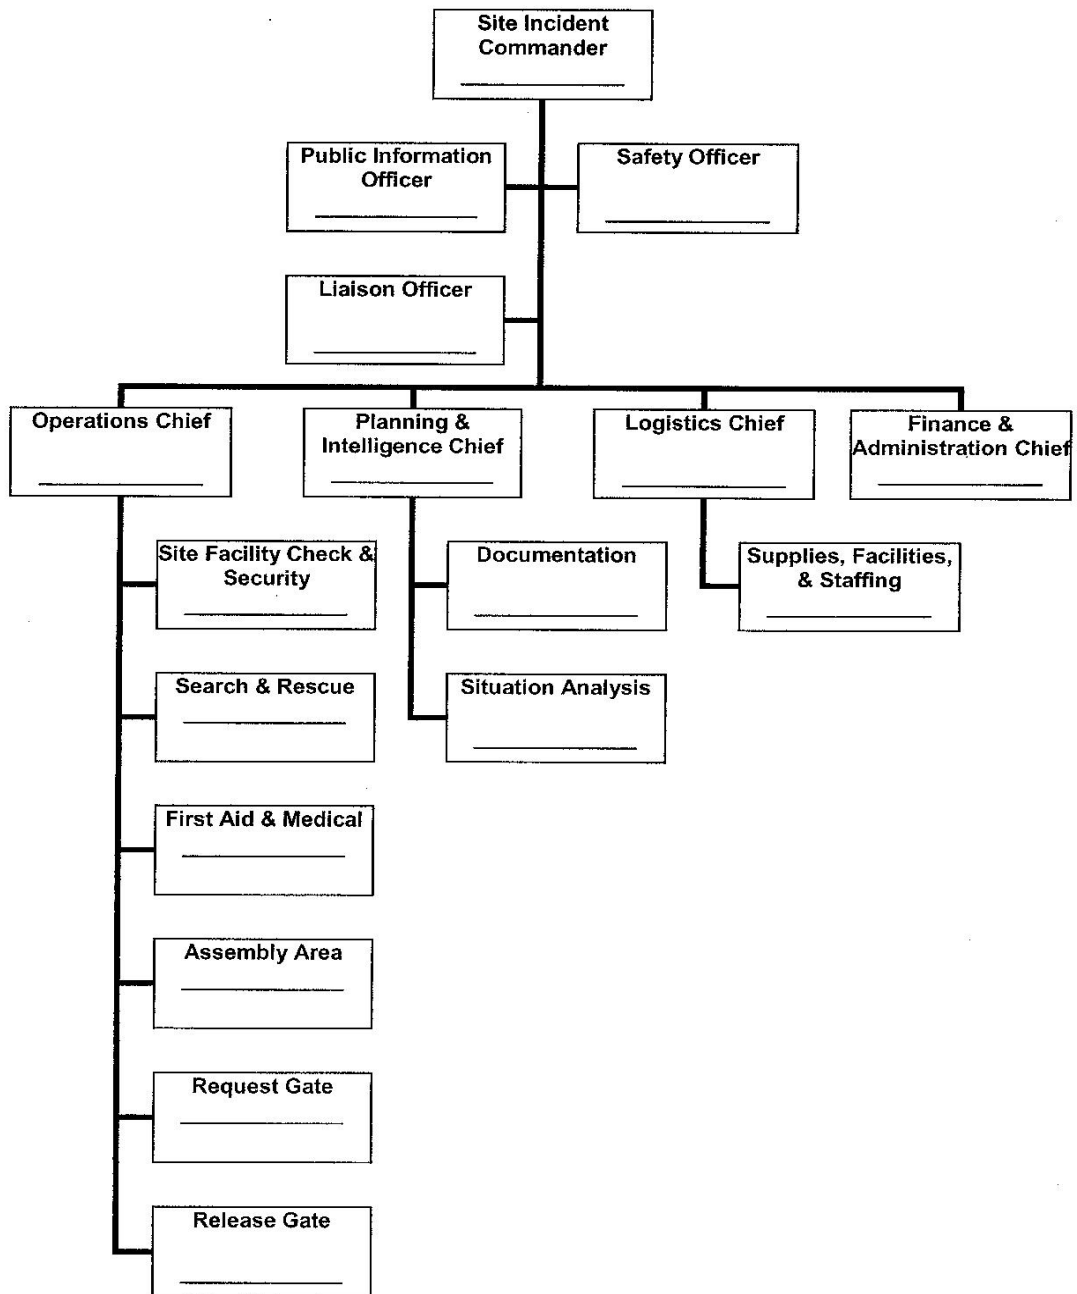 Site Incident
Commander
Public Information
Officer
Safety Officer
Liaison Officer
Operations Chief
Planning &
Intelligence Chief
Logistics Chief
Finance &
Administration Chief
Site Facility Check &
Security
Documentation
Supplies, Facilities,
& Staffing
Search & Rescue
Situation Analysis
First Aid & Medical
Assembly Area
Request Gate
Release Gate